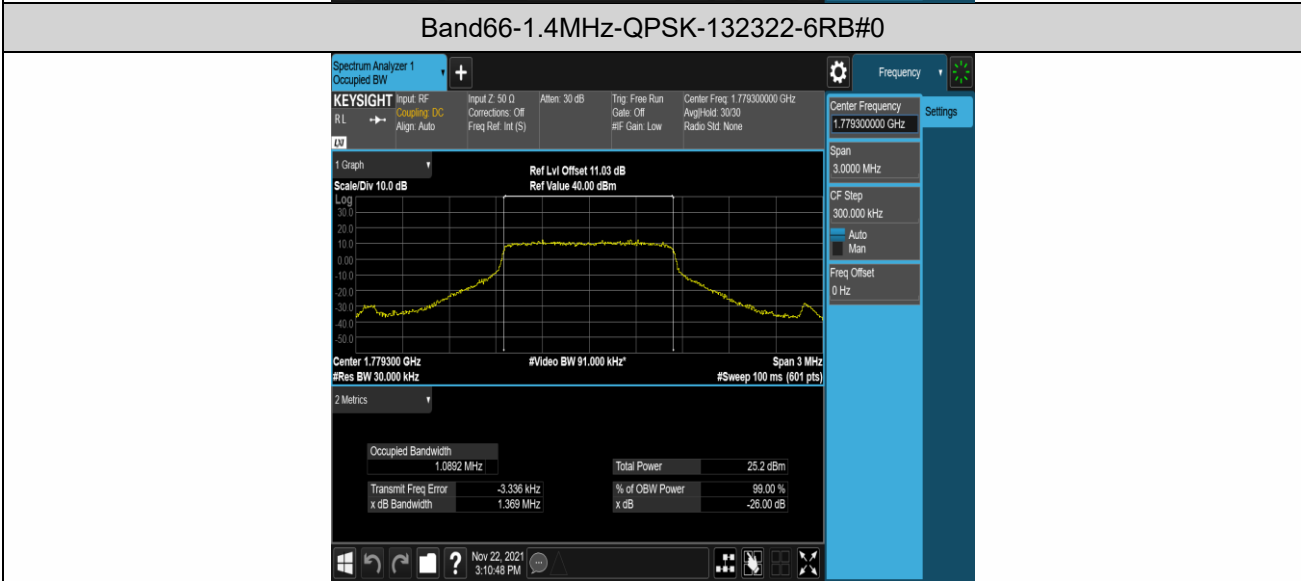 Band66-1.4MHz-QPSK-132322-6RB#0
Spectrum Analyzer 1
Occupied BW
+
Frequency
KEYSIGHT
RL
LXI
Input: RF
Coupling: DC
Align: Auto
Input Z: 50 Ω
Corrections: Off
Freq Ref: Int (S)
Atten: 30 dB
Trig: Free Run
Gate: Off
#IF Gain: Low
Center Freq: 1.779300000 GHz
Avg|Hold: 30/30
Radio Std: None
Center Frequency
1.779300000 GHz
Settings
Span
3.0000 MHz
CF Step
300.000 kHz
Auto
Man
Freq Offset
0 Hz
1 Graph
Ref Lvl Offset 11.03 dB
Scale/Div 10.0 dB
Ref Value 40.00 dBm
Log
30.0
20.0
10.0
0.00
-10.0
-20.0
-30.0
-40.0
-50.0
Center 1.779300 GHz
#Video BW 91.000 kHz*
Span 3 MHz
#Res BW 30.000 kHz
#Sweep 100 ms (601 pts)
2 Metrics
Occupied Bandwidth
1.0892 MHz
Total Power 25.2 dBm
Transmit Freq Error -3.336 kHz
% of OBW Power 99.00 %
x dB Bandwidth 1.369 MHz
x dB -26.00 dB
?
Nov 22, 2021
3:10:48 PM